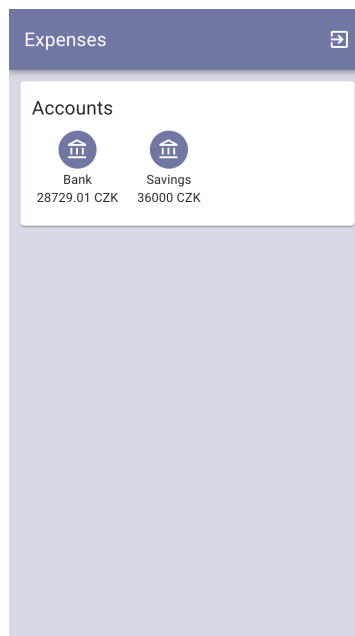 Expenses
Accounts
Bank
28729.01 CZK
Savings
36000 CZK